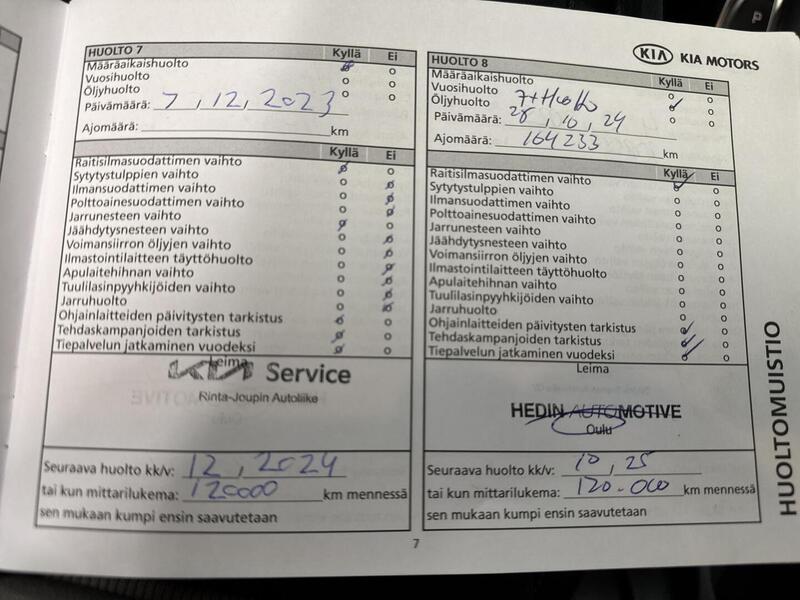 HUOLTO 7 Kyllä Ei
Määräaikaishuolto
Vuosihuolto
Öljyhuolto
Päivämäärä: 7, 12, 2023
Ajomäärä: km
Kyllä Ei
Raitisilmasuodattimen vaihto
Sytytystulppien vaihto
Ilmansuodattimen vaihto
Polttoainesuodattimen vaihto
Jarrunesteen vaihto
Jäähdytysnesteen vaihto
Voimansiirron öljyjen vaihto
Ilmastointilaitteen täyttöhuolto
Apulaitehihnan vaihto
Tuulilasinpyyhkijöiden vaihto
Jarruhuolto
Ohjainlaitteiden päivitysten tarkistus
Tehdaskampanjoiden tarkistus
Tiepalvelun jatkaminen vuodeksi
Leima
KIA Service
Rinta-Joupin Autoliike
Seuraava huolto kk/v: 12, 2024
tai kun mittarilukema: 120000 km mennessä
sen mukaan kumpi ensin saavutetaan
KIA KIA MOTORS
HUOLTO 8 Kyllä Ei
Määräaikaishuolto
Vuosihuolto
Öljyhuolto
Päivämäärä: 10, 24
Ajomäärä: 164233 km
Kyllä Ei
Raitisilmasuodattimen vaihto
Sytytystulppien vaihto
Ilmansuodattimen vaihto
Polttoainesuodattimen vaihto
Jarrunesteen vaihto
Jäähdytysnesteen vaihto
Voimansiirron öljyjen vaihto
Ilmastointilaitteen täyttöhuolto
Apulaitehihnan vaihto
Tuulilasinpyyhkijöiden vaihto
Jarruhuolto
Ohjainlaitteiden päivitysten tarkistus
Tehdaskampanjoiden tarkistus
Tiepalvelun jatkaminen vuodeksi
Leima
HEDIN AUTOMOTIVE
Oulu
Seuraava huolto kk/v: 10, 25
tai kun mittarilukema: 120-000 km mennessä
sen mukaan kumpi ensin saavutetaan
HUOLTOMUISTIO
7
P